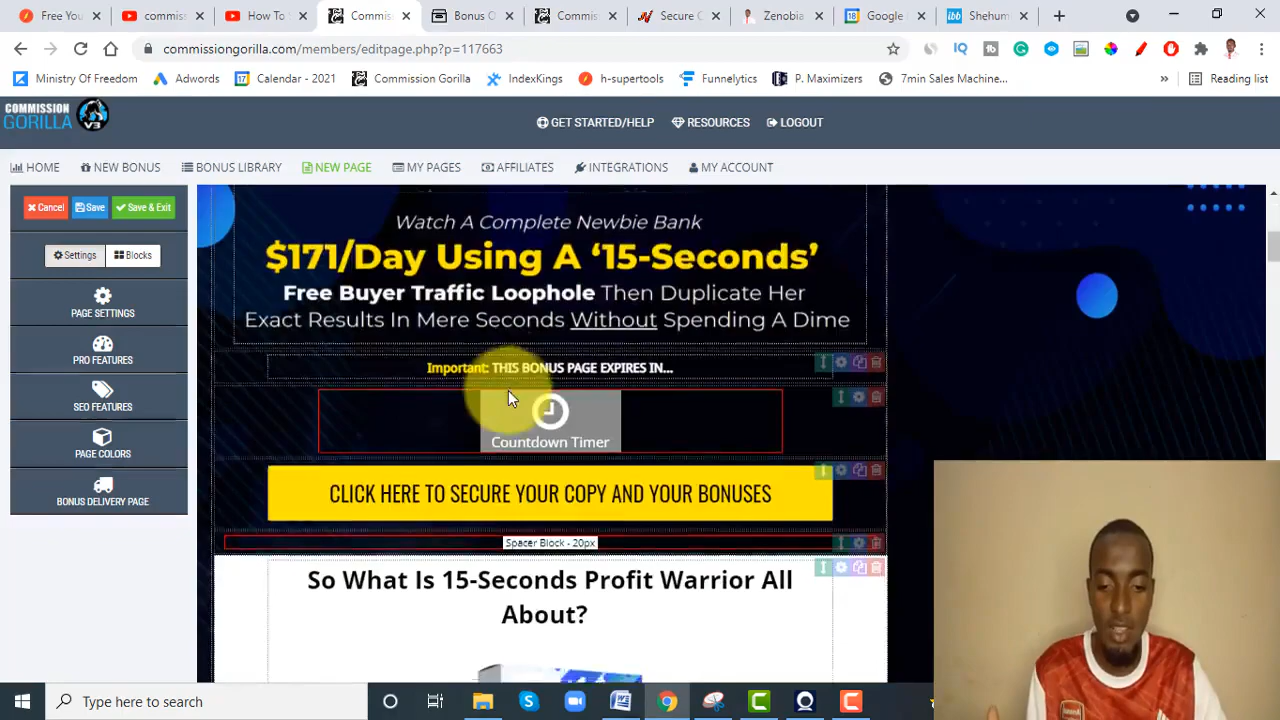 Free You
commiss
How To
Commis
Bonus O
Commiss
Secure C
Zenobia
Google
Shehum
commissiongorilla.com/members/editpage.php?p=117663
Ministry Of Freedom
Adwords
Calendar - 2021
Commission Gorilla
IndexKings
h-supertools
Funnelytics
P. Maximizers
7min Sales Machine...
Reading list
COMMISSION
GORILLA V3
GET STARTED/HELP
RESOURCES
LOGOUT
HOME
NEW BONUS
BONUS LIBRARY
NEW PAGE
MY PAGES
AFFILIATES
INTEGRATIONS
MY ACCOUNT
Cancel
Save
Save & Exit
Settings
Blocks
PAGE SETTINGS
PRO FEATURES
SEO FEATURES
PAGE COLORS
BONUS DELIVERY PAGE
Watch A Complete Newbie Bank
$171/Day Using A ‘15-Seconds’
Free Buyer Traffic Loophole Then Duplicate Her
Exact Results In Mere Seconds Without Spending A Dime
Important: THIS BONUS PAGE EXPIRES IN...
Countdown Timer
CLICK HERE TO SECURE YOUR COPY AND YOUR BONUSES
Spacer Block - 20px
So What Is 15-Seconds Profit Warrior All
About?
Type here to search